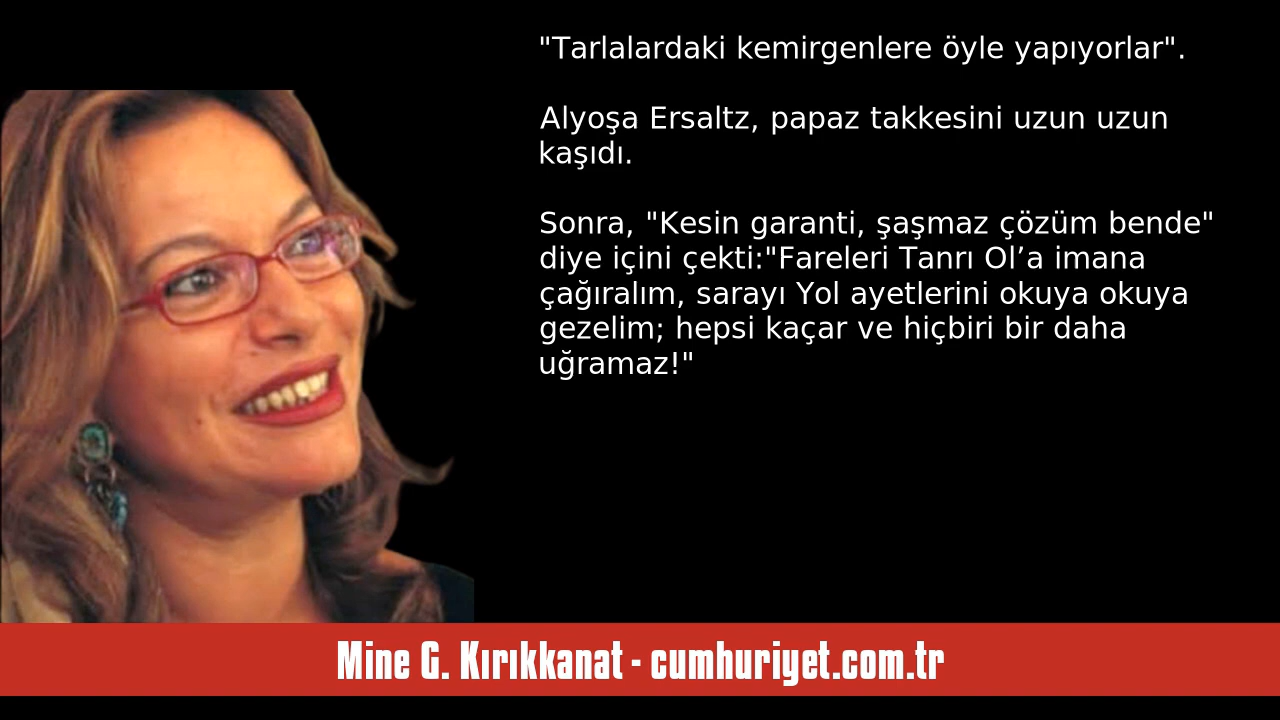 "Tarlalardaki kemirgenlere öyle yapıyorlar".
Alyoşa Ersaltz, papaz takkesini uzun uzun
kaşıdı.
Sonra, "Kesin garanti, şaşmaz çözüm bende"
diye içini çekti:"Fareleri Tanrı Ol’a imana
çağıralım, sarayı Yol ayetlerini okuya okuya
gezelim; hepsi kaçar ve hiçbiri bir daha
uğramaz!"
Mine G. Kırıkkanat - cumhuriyet.com.tr